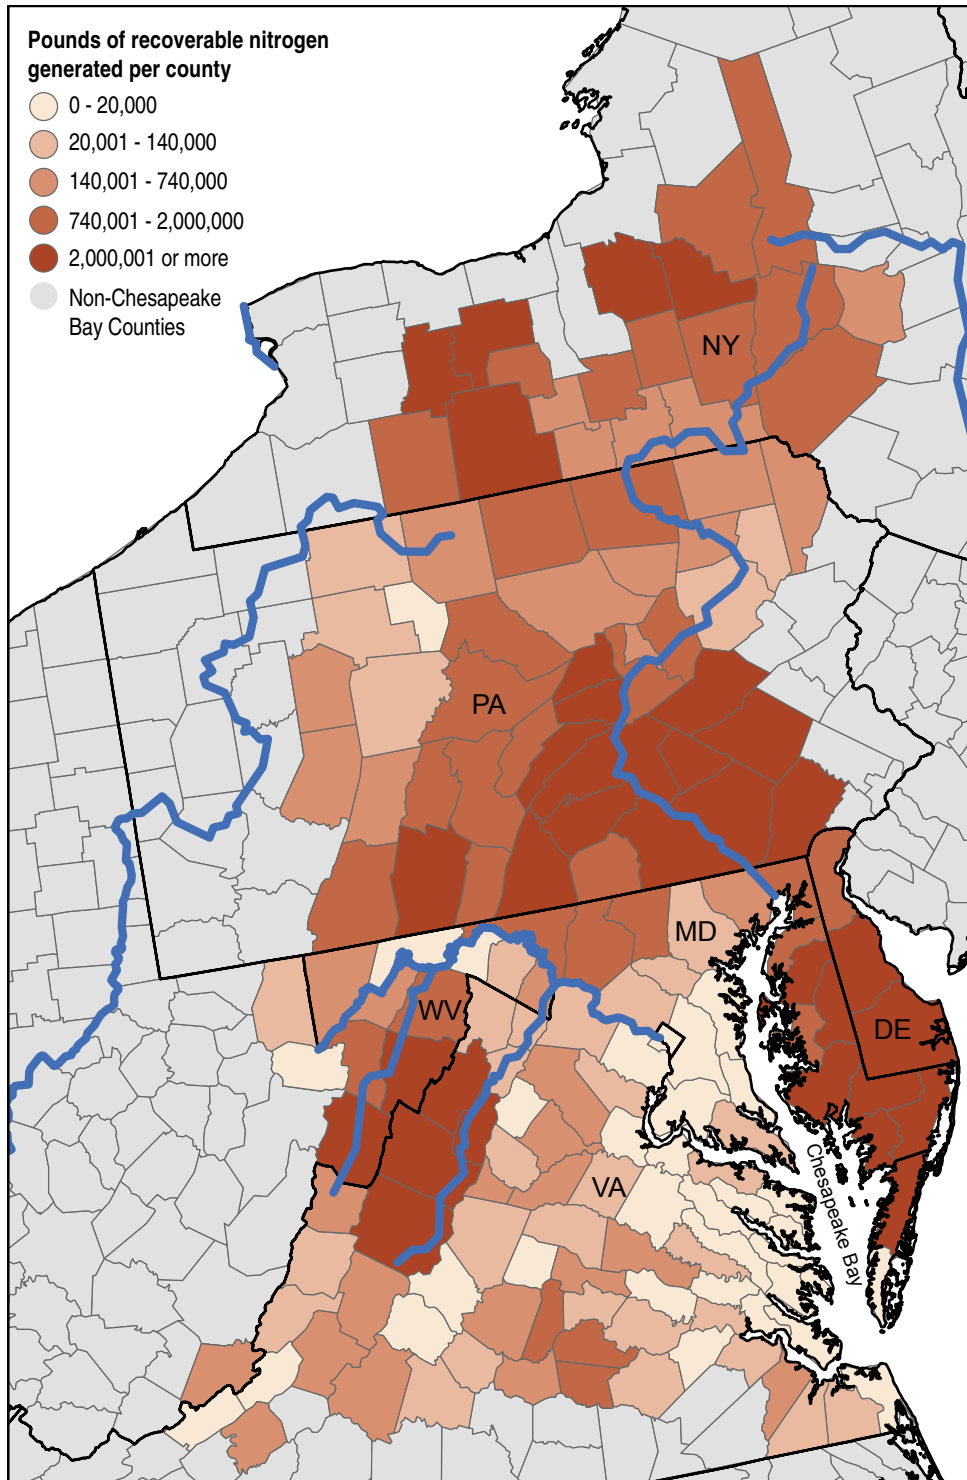 Pounds of recoverable nitrogen
generated per county
0 - 20,000
20,001 - 140,000
140,001 - 740,000
740,001 - 2,000,000
2,000,001 or more
Non-Chesapeake
Bay Counties
NY
PA
MD
WV
DE
VA
Chesapeake Bay